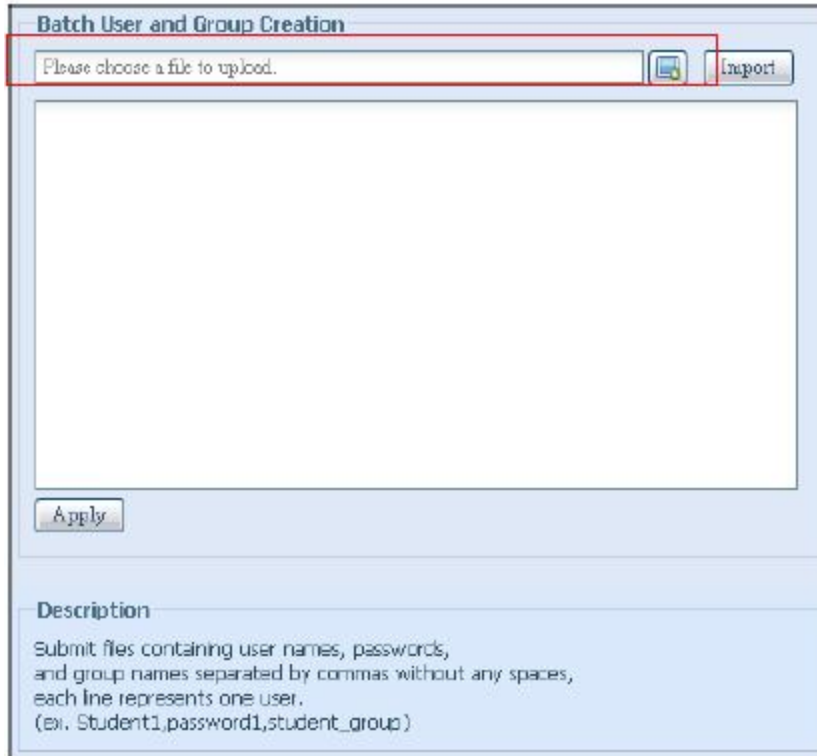 Batch User and Group Creation
Please choose a file to upload.
Import
Apply
Description
Submit files containing user names, passwords,
and group names separated by commas without any spaces,
each line represents one user.
(ex. Student1,password1,student_group)